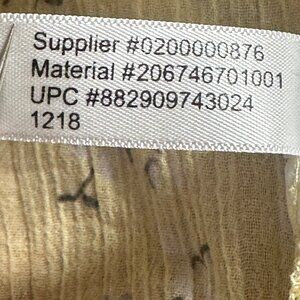 Supplier #0200000876
Material #206746701001
UPC #882909743024
1218